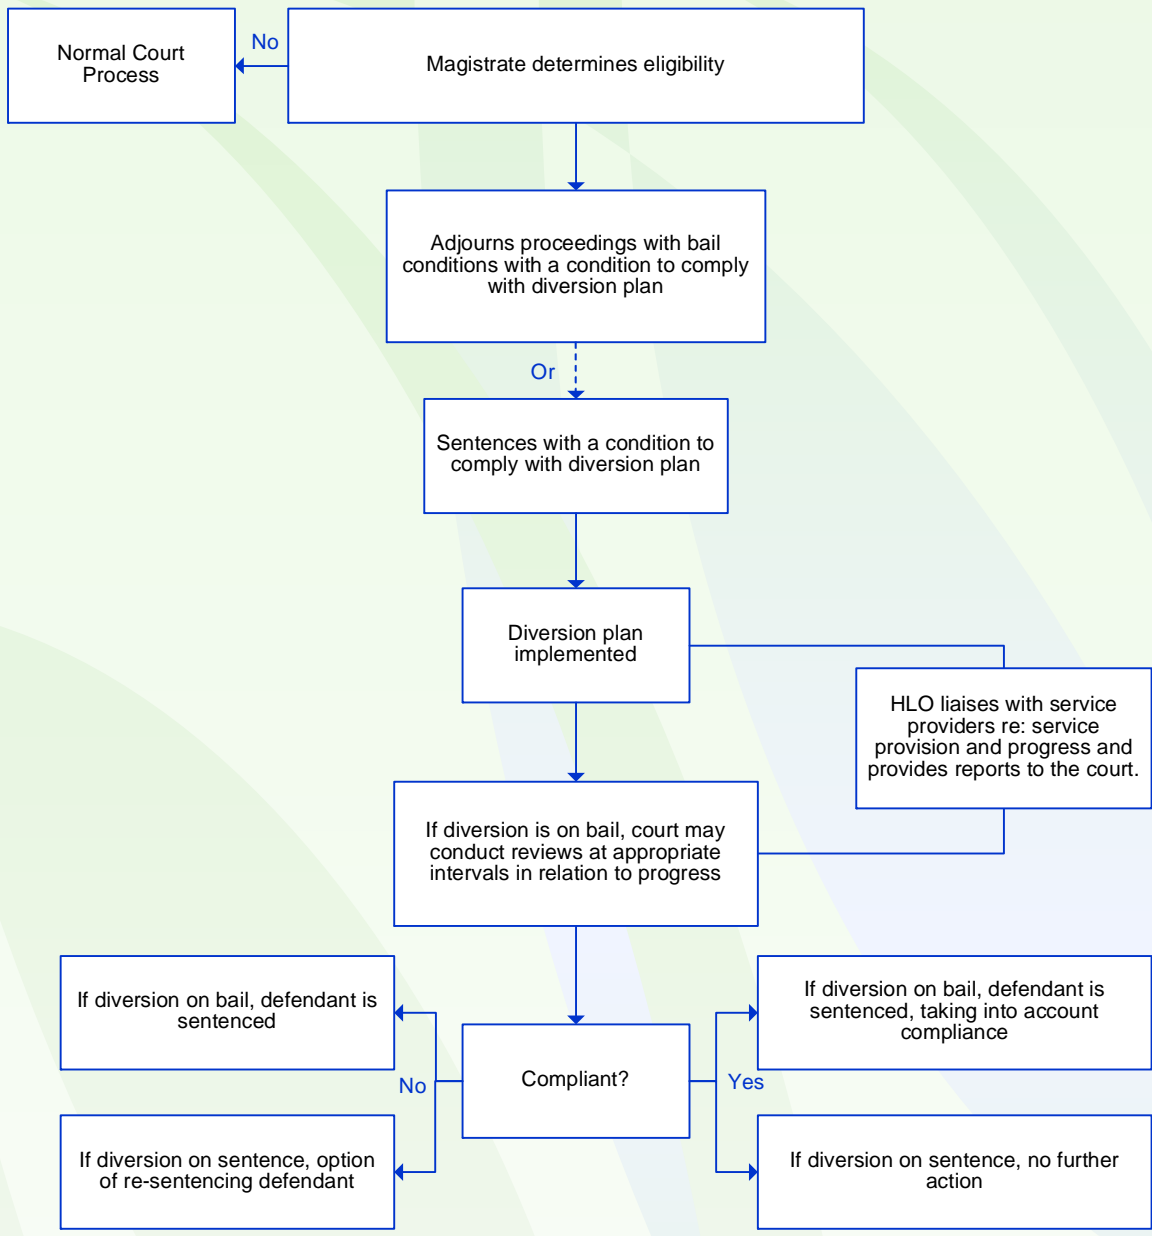 Normal Court
Process
No
Magistrate determines eligibility
Adjourns proceedings with bail
conditions with a condition to comply
with diversion plan
Or
Sentences with a condition to
comply with diversion plan
Diversion plan
implemented
HLO liaises with service
providers re: service
provision and progress and
provides reports to the court.
If diversion is on bail, court may
conduct reviews at appropriate
intervals in relation to progress
If diversion on bail, defendant is
sentenced
If diversion on bail, defendant is
sentenced, taking into account
compliance
No
Compliant?
Yes
If diversion on sentence, option
of re-sentencing defendant
If diversion on sentence, no further
action